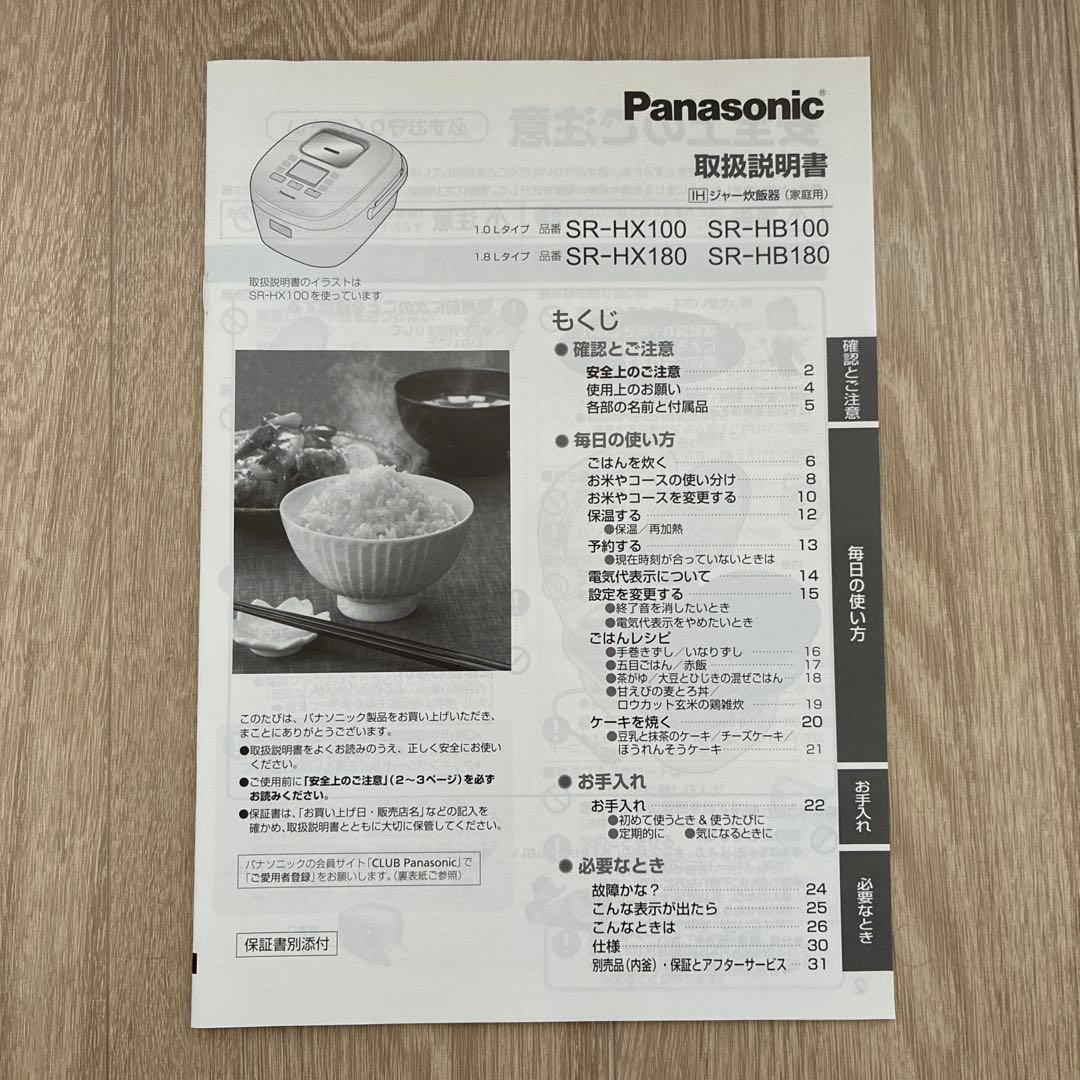 Panasonic®
取扱説明書
IHジャー炊飯器（家庭用）
1.0 Lタイプ 品番 SR-HX100 SR-HB100
1.8 Lタイプ 品番 SR-HX180 SR-HB180
Panasonic
取扱説明書のイラストは
SR-HX100を使っています
もくじ
● 確認とご注意
安全上のご注意 2
使用上のお願い 4
各部の名前と付属品 5
● 毎日の使い方
ごはんを炊く 6
お米やコースの使い分け 8
お米やコースを変更する 10
保温する 12
●保温／再加熱
予約する 13
●現在時刻が合っていないときは
電気代表示について 14
設定を変更する 15
●終了音を消したいとき
●電気代表示をやめたいとき
ごはんレシピ
●手巻きずし／いなりずし 16
●五目ごはん／赤飯 17
●茶がゆ／大豆とひじきの混ぜごはん 18
●甘えびの麦とろ丼／
ロウカット玄米の鶏雑炊 19
ケーキを焼く 20
●豆乳と抹茶のケーキ／チーズケーキ／
ほうれんそうケーキ 21
● お手入れ
お手入れ 22
●初めて使うとき & 使うたびに
●定期的に ●気になるときに
● 必要なとき
故障かな？ 24
こんな表示が出たら 25
こんなときは 26
仕様 30
別売品（内釜）・保証とアフターサービス 31
確認とご注意
毎日の使い方
お手入れ
必要なとき
このたびは、パナソニック製品をお買い上げいただき、
まことにありがとうございます。
●取扱説明書をよくお読みのうえ、正しく安全にお使い
ください。
●ご使用前に「安全上のご注意」（2～3ページ）を必ず
お読みください。
●保証書は、「お買い上げ日・販売店名」などの記入を
確かめ、取扱説明書とともに大切に保管してください。
パナソニックの会員サイト「CLUB Panasonic」で
「ご愛用者登録」をお願いします。（裏表紙ご参照）
保証書別添付